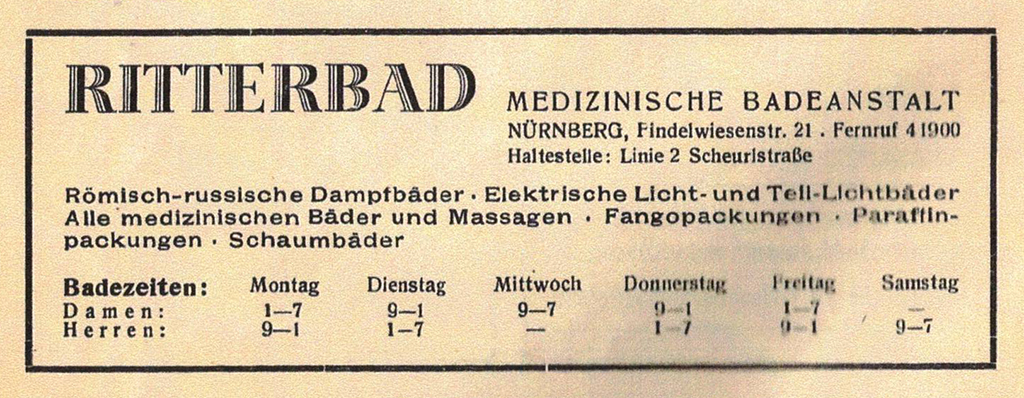 RITTERBAD
MEDIZINISCHE BADEANSTALT
NÜRNBERG, Findelwiesenstr. 21 . Fernruf 41900
Haltestelle: Linie 2 Scheurlstraße
Römisch-russische Dampfbäder · Elektrische Licht- und Teil-Lichtbäder
Alle medizinischen Bäder und Massagen · Fangopackungen · Paraffin-
packungen · Schaumbäder
Badezeiten: Montag Dienstag Mittwoch Donnerstag Freitag Samstag
Damen: 1—7 9—1 9—7 9—1 1—7 —
Herren: 9—1 1—7 — 1—7 9—1 9—7